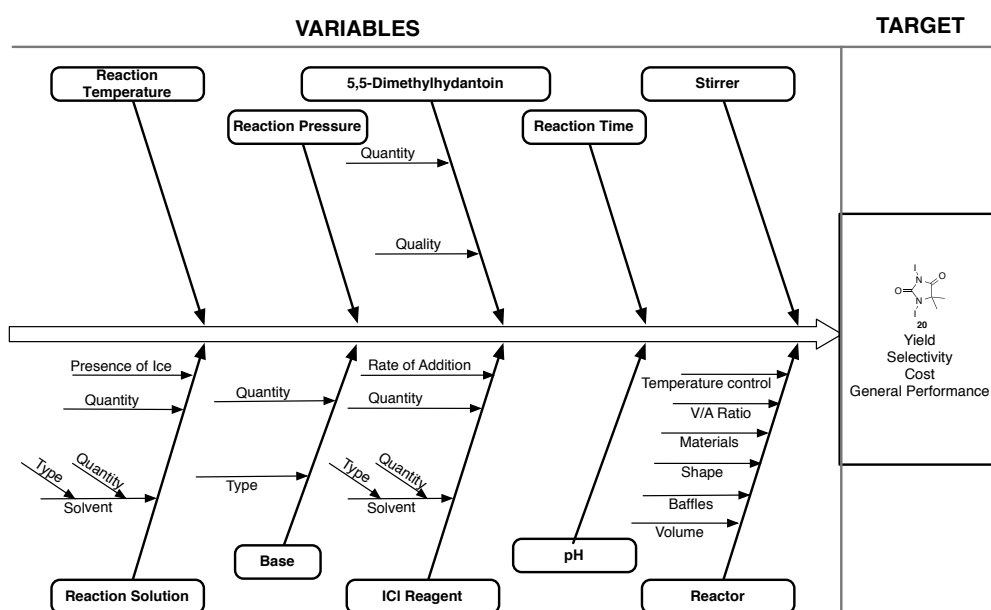 VARIABLES
TARGET
Reaction
Temperature
5,5-Dimethylhydantoin
Stirrer
Reaction Pressure
Reaction Time
Quantity
Quality
I
N
O
O
N
I
20
Yield
Selectivity
Cost
General Performance
Presence of Ice
Quantity
Type
Quantity
Solvent
Quantity
Type
Rate of Addition
Quantity
Type
Quantity
Solvent
Temperature control
V/A Ratio
Materials
Shape
Baffles
Volume
Base
pH
Reaction Solution
ICl Reagent
Reactor